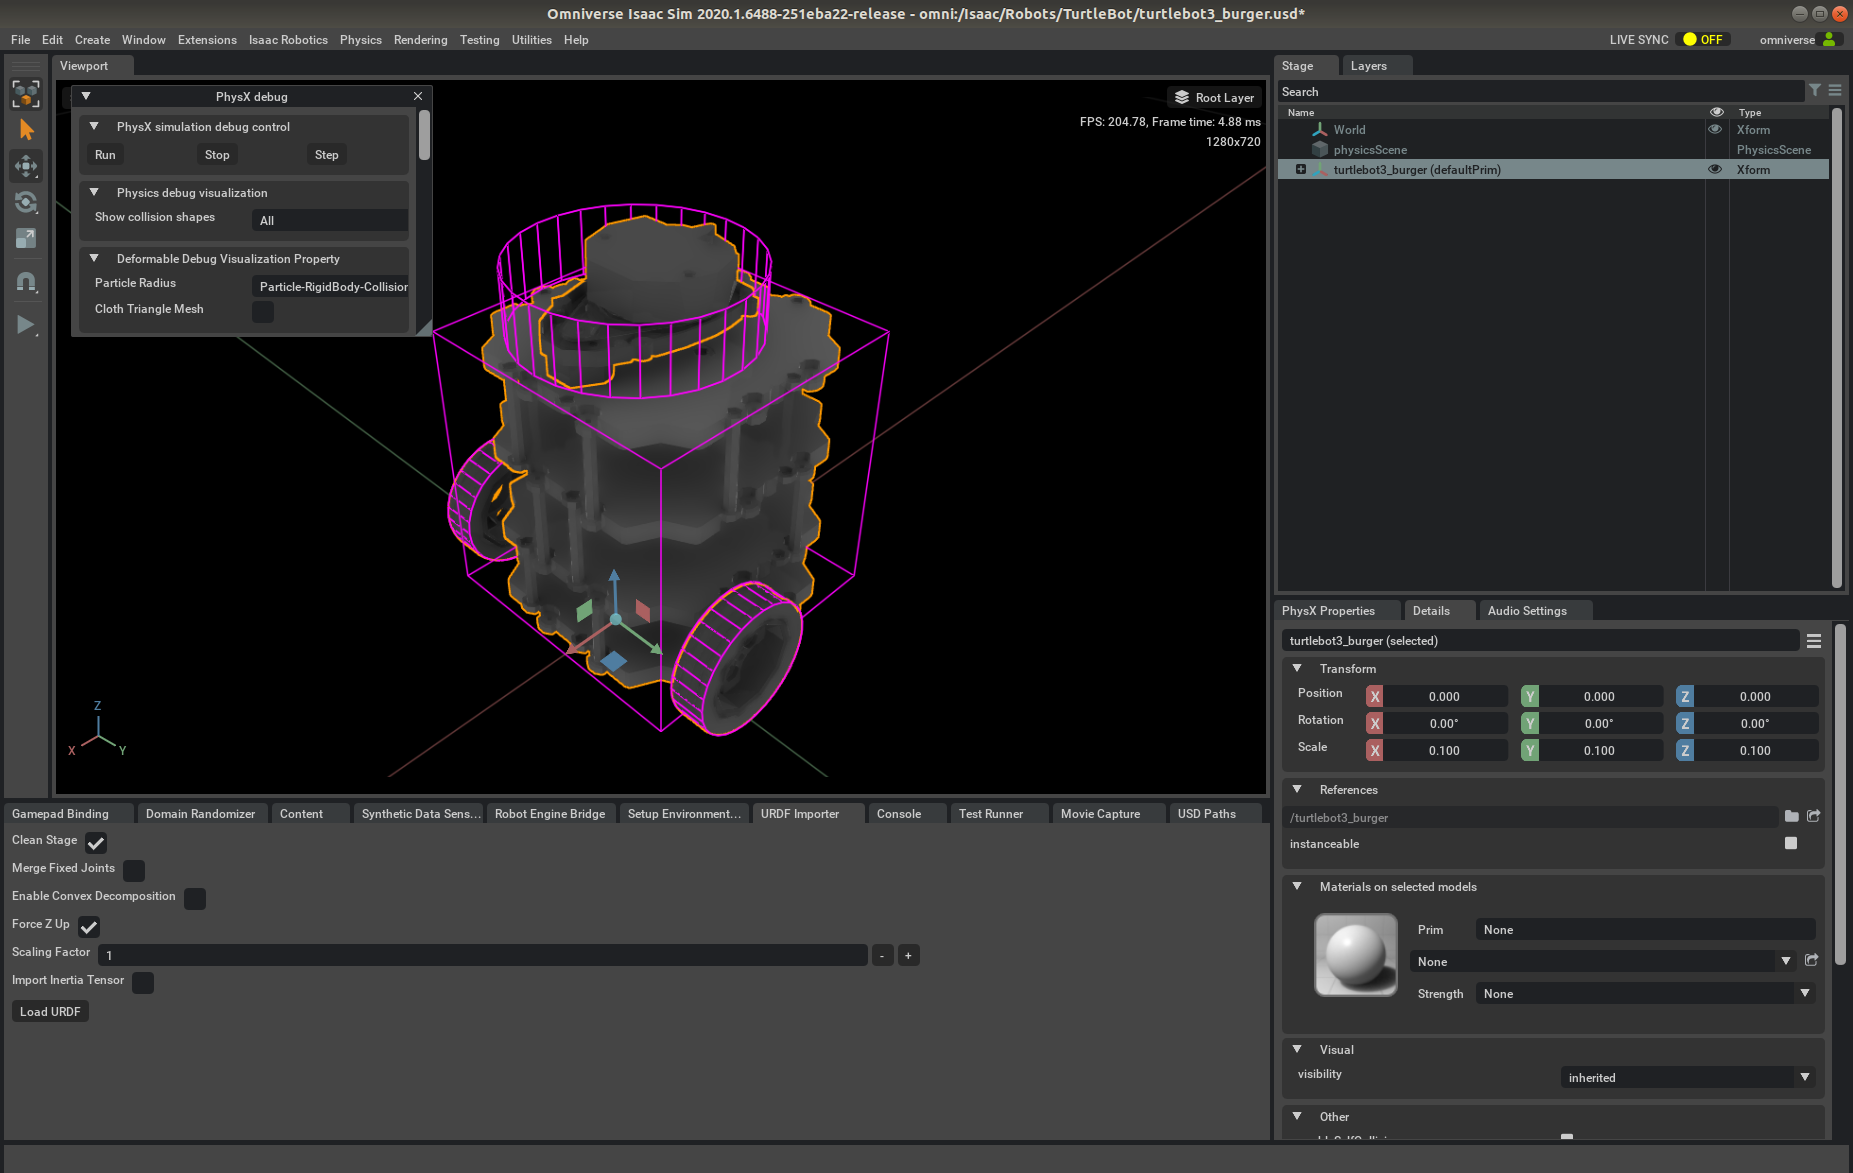 Omniverse Isaac Sim 2020.1.6488-251eba22-release - omni:/Isaac/Robots/TurtleBot/turtlebot3_burger.usd*
File Edit Create Window Extensions Isaac Robotics Physics Rendering Testing Utilities Help
LIVE SYNC OFF omniverse
Viewport
PhysX debug
PhysX simulation debug control
Run Stop Step
Physics debug visualization
Show collision shapes All
Deformable Debug Visualization Property
Particle Radius Particle-RigidBody-Collision
Cloth Triangle Mesh
Root Layer
FPS: 204.78, Frame time: 4.88 ms
1280x720
Z
X Y
Stage Layers
Search
Name Type
World Xform
physicsScene PhysicsScene
turtlebot3_burger (defaultPrim) Xform
PhysX Properties Details Audio Settings
turtlebot3_burger (selected)
Transform
Position X 0.000 Y 0.000 Z 0.000
Rotation X 0.00° Y 0.00° Z 0.00°
Scale X 0.100 Y 0.100 Z 0.100
References
/turtlebot3_burger
instanceable
Materials on selected models
Prim None
None
Strength None
Visual
visibility inherited
Other
Gamepad Binding Domain Randomizer Content Synthetic Data Sens... Robot Engine Bridge Setup Environment... URDF Importer Console Test Runner Movie Capture USD Paths
Clean Stage
Merge Fixed Joints
Enable Convex Decomposition
Force Z Up
Scaling Factor 1 - +
Import Inertia Tensor
Load URDF